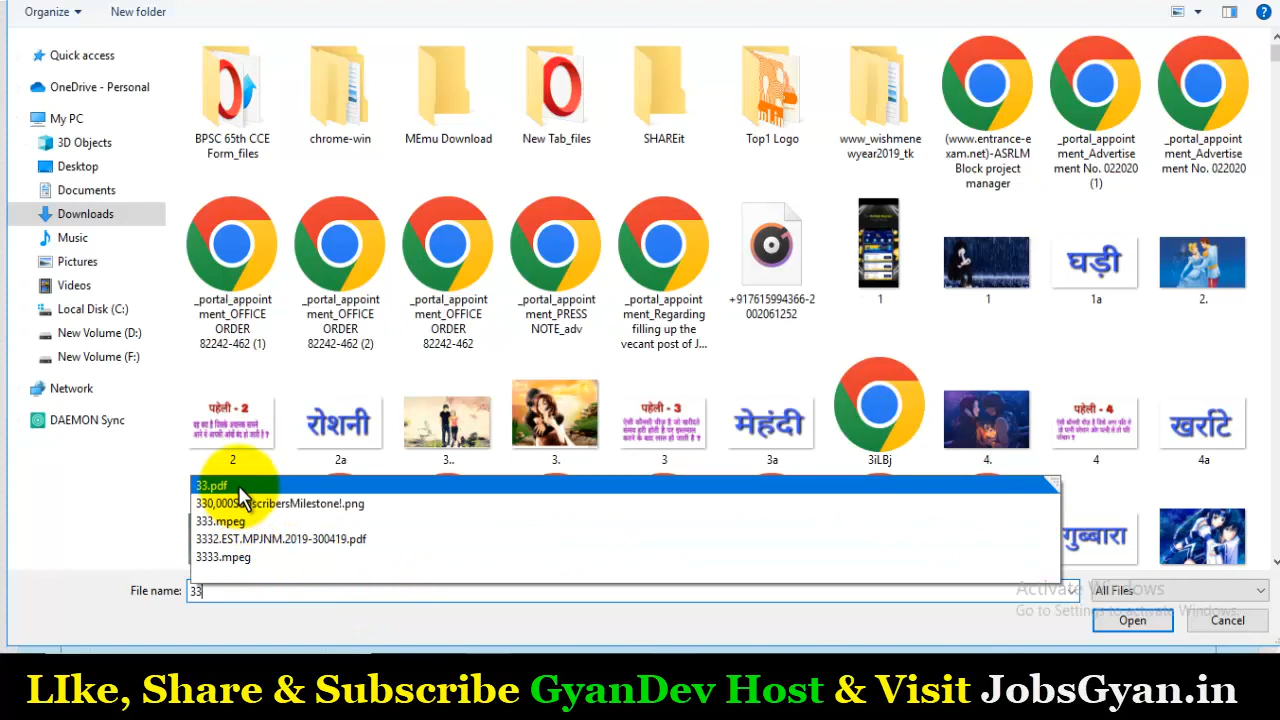 Organize
New folder
Quick access
OneDrive - Personal
My PC
3D Objects
Desktop
Documents
Downloads
Music
Pictures
Videos
Local Disk (C:)
New Volume (D:)
New Volume (F:)
Network
DAEMON Sync
BPSC 65th CCE
Form_files
chrome-win
MEmu Download
New Tab_files
SHAREit
Top1 Logo
www_wishmene
wyear2019_tk
(www.entrance-e
xam.net)-ASRLM
Block project
manager
_portal_appoint
ment_Advertise
ment No. 022020
(1)
_portal_appoint
ment_Advertise
ment No. 022020
_portal_appoint
ment_OFFICE
ORDER
82242-462 (1)
_portal_appoint
ment_OFFICE
ORDER
82242-462 (2)
_portal_appoint
ment_OFFICE
ORDER
82242-462
_portal_appoint
ment_PRESS
NOTE_adv
_portal_appoint
ment_Regarding
filling up the
vecant post of J...
+917615994366-2
002061252
1
1
घड़ी
1a
2.
पहेली - 2
2
रोशनी
2a
3..
3.
पहेली - 3
3
मेहंदी
3a
3iLBj
4.
पहेली - 4
4
खर्राटे
4a
गुब्बारा
33.pdf
330,000SubscribersMilestone!.png
333.mpeg
3332.EST.MPJNM.2019-300419.pdf
3333.mpeg
File name:
33
All Files
Open
Cancel
Activate Windows
Go to Settings to activate Windows.
LIke, Share & Subscribe GyanDev Host & Visit JobsGyan.in